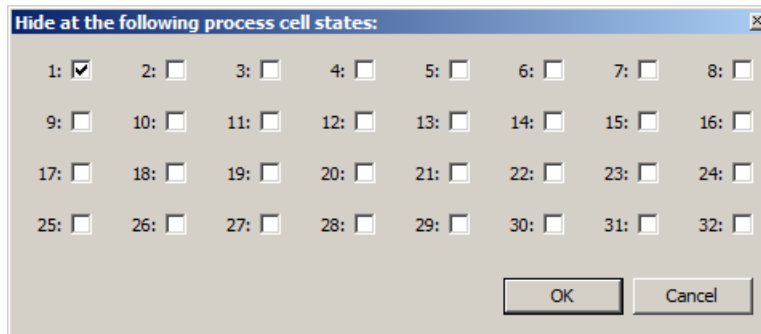 Hide at the following process cell states:
1: 2: 3: 4: 5: 6: 7: 8:
9: 10: 11: 12: 13: 14: 15: 16:
17: 18: 19: 20: 21: 22: 23: 24:
25: 26: 27: 28: 29: 30: 31: 32:
OK Cancel